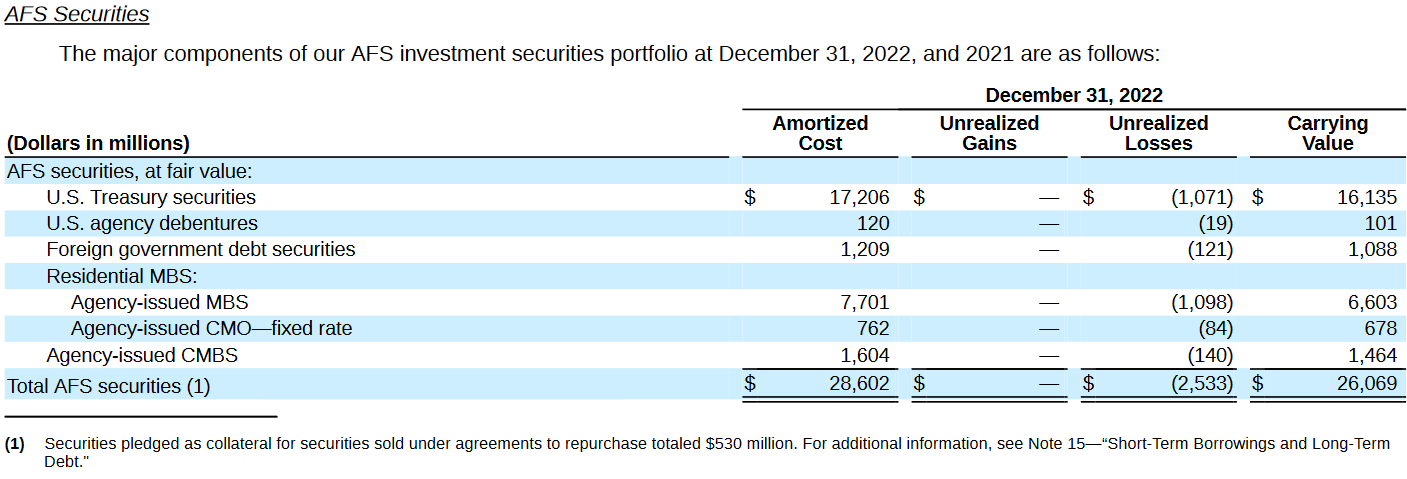 AFS Securities
The major components of our AFS investment securities portfolio at December 31, 2022, and 2021 are as follows:
December 31, 2022
(Dollars in millions) Amortized Cost Unrealized Gains Unrealized Losses Carrying Value
AFS securities, at fair value:
U.S. Treasury securities $ 17,206 $ — $ (1,071) $ 16,135
U.S. agency debentures 120 — (19) 101
Foreign government debt securities 1,209 — (121) 1,088
Residential MBS:
Agency-issued MBS 7,701 — (1,098) 6,603
Agency-issued CMO—fixed rate 762 — (84) 678
Agency-issued CMBS 1,604 — (140) 1,464
Total AFS securities (1) $ 28,602 $ — $ (2,533) $ 26,069
(1) Securities pledged as collateral for securities sold under agreements to repurchase totaled $530 million. For additional information, see Note 15—“Short-Term Borrowings and Long-Term
Debt."